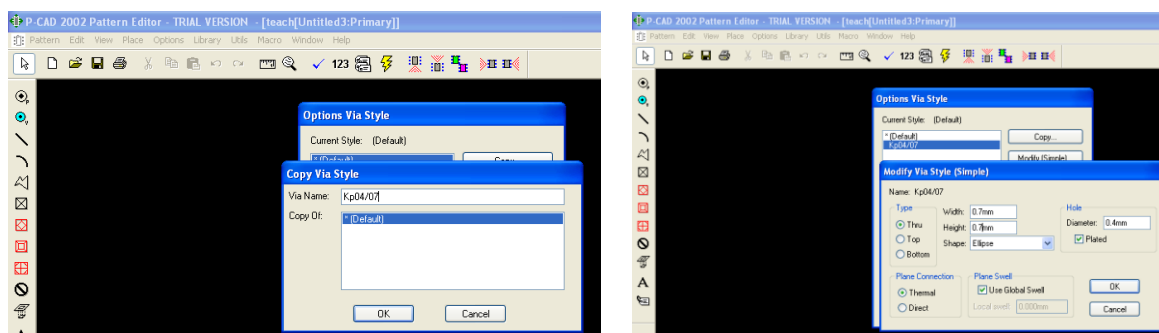 P-CAD 2002 Pattern Editor - TRIAL VERSION - [teach[Untitled3:Primary]]
Pattern Edit View Place Options Library Utils Macro Window Help
123
Options Via Style
Current Style: (Default)
* (Default)
Copy...
Copy Via Style
Via Name: Kp04/07
Copy Of: * (Default)
OK Cancel
A
P-CAD 2002 Pattern Editor - TRIAL VERSION - [teach[Untitled3:Primary]]
Pattern Edit View Place Options Library Utils Macro Window Help
123
Options Via Style
Current Style: (Default)
* (Default) Copy...
Kp04/07
Modify (Simple)
Modify Via Style (Simple)
Name: Kp04/07
Type Width: 0.7mm Hole
Thru Height: 0.7mm Diameter: 0.4mm
Top Shape: Ellipse Plated
Bottom
Plane Connection Plane Swell
Thermal Use Global Swell OK
Direct Local swell: 0.000mm Cancel
A